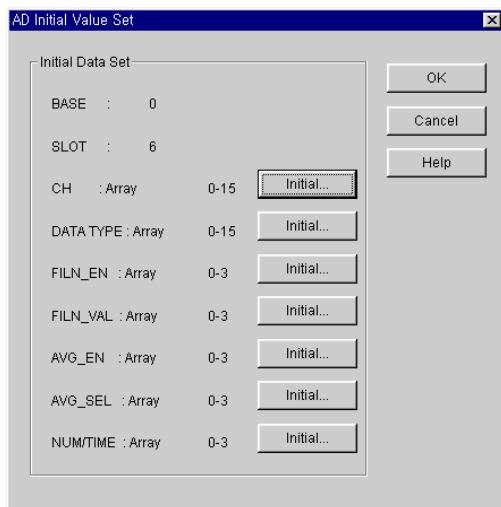 AD Initial Value Set
Initial Data Set
OK
BASE : 0
Cancel
SLOT : 6
Help
CH : Array 0-15 Initial...
DATA TYPE : Array 0-15 Initial...
FILN_EN : Array 0-3 Initial...
FILN_VAL : Array 0-3 Initial...
AVG_EN : Array 0-3 Initial...
AVG_SEL : Array 0-3 Initial...
NUM/TIME : Array 0-3 Initial...